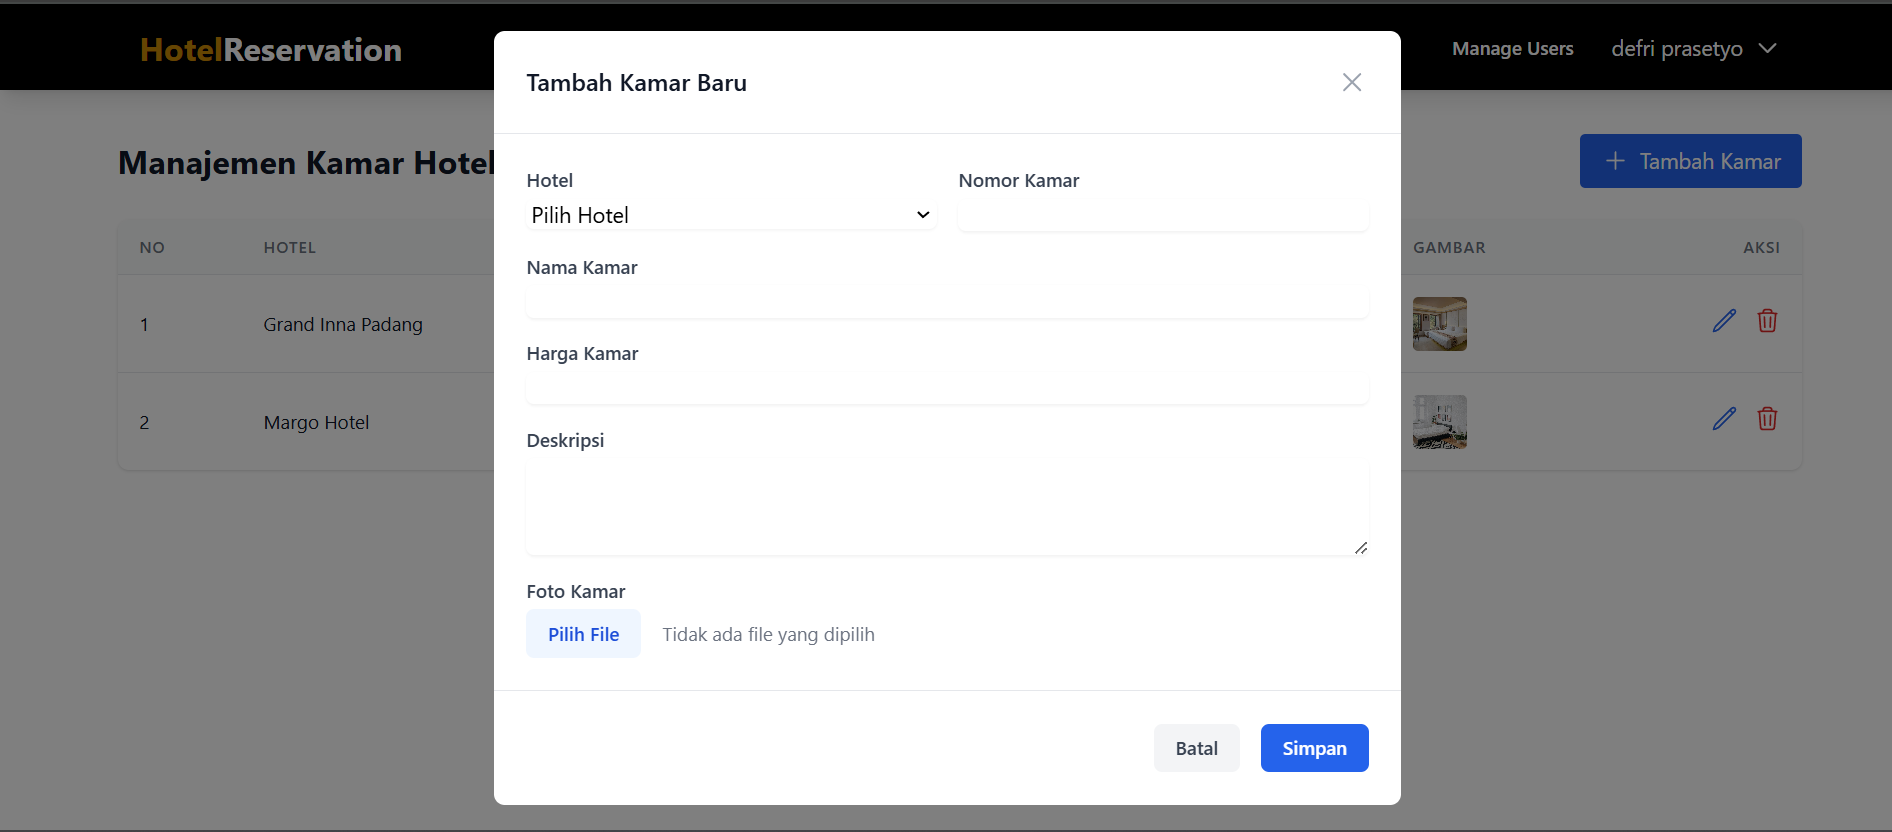 HotelReservation
Manage Users
defri prasetyo
Manajemen Kamar Hotel
Tambah Kamar
NO
HOTEL
GAMBAR
AKSI
1
Grand Inna Padang
2
Margo Hotel
Tambah Kamar Baru
Hotel
Nomor Kamar
Pilih Hotel
Nama Kamar
Harga Kamar
Deskripsi
Foto Kamar
Pilih File
Tidak ada file yang dipilih
Batal
Simpan